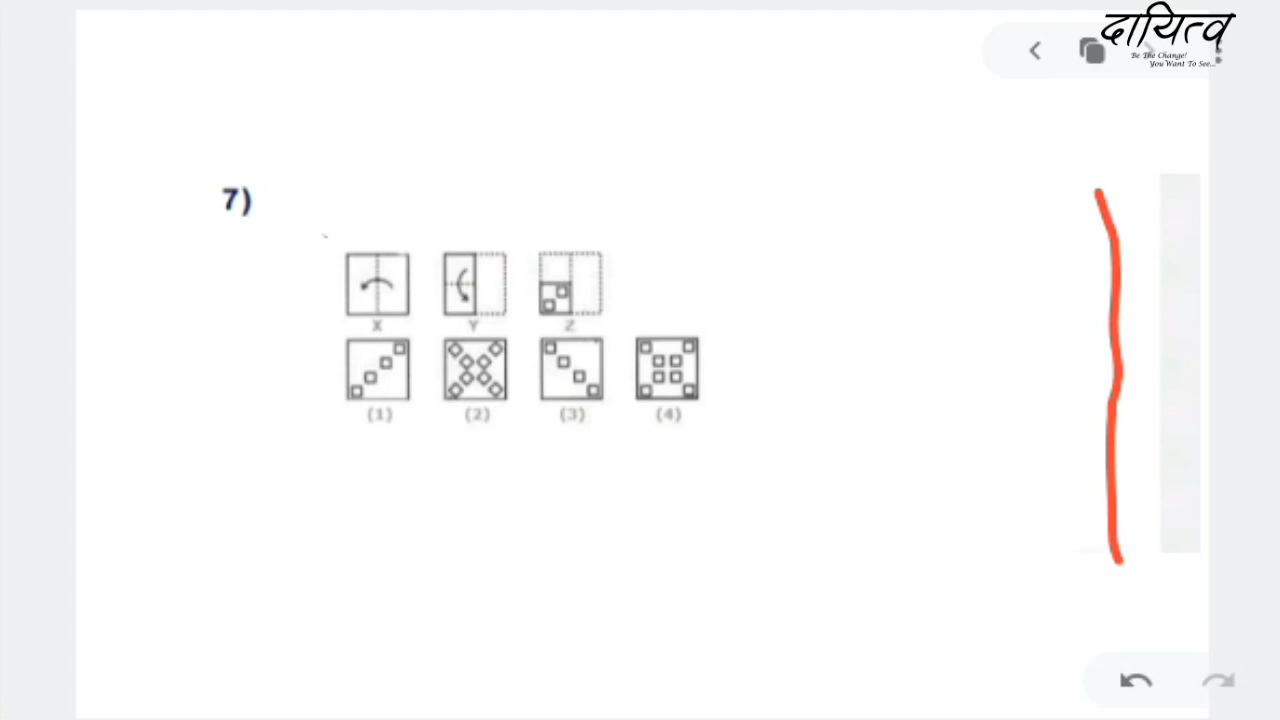 दायित्व
Be The Change!
You Want To See...
7)
X Y Z
(1) (2) (3) (4)